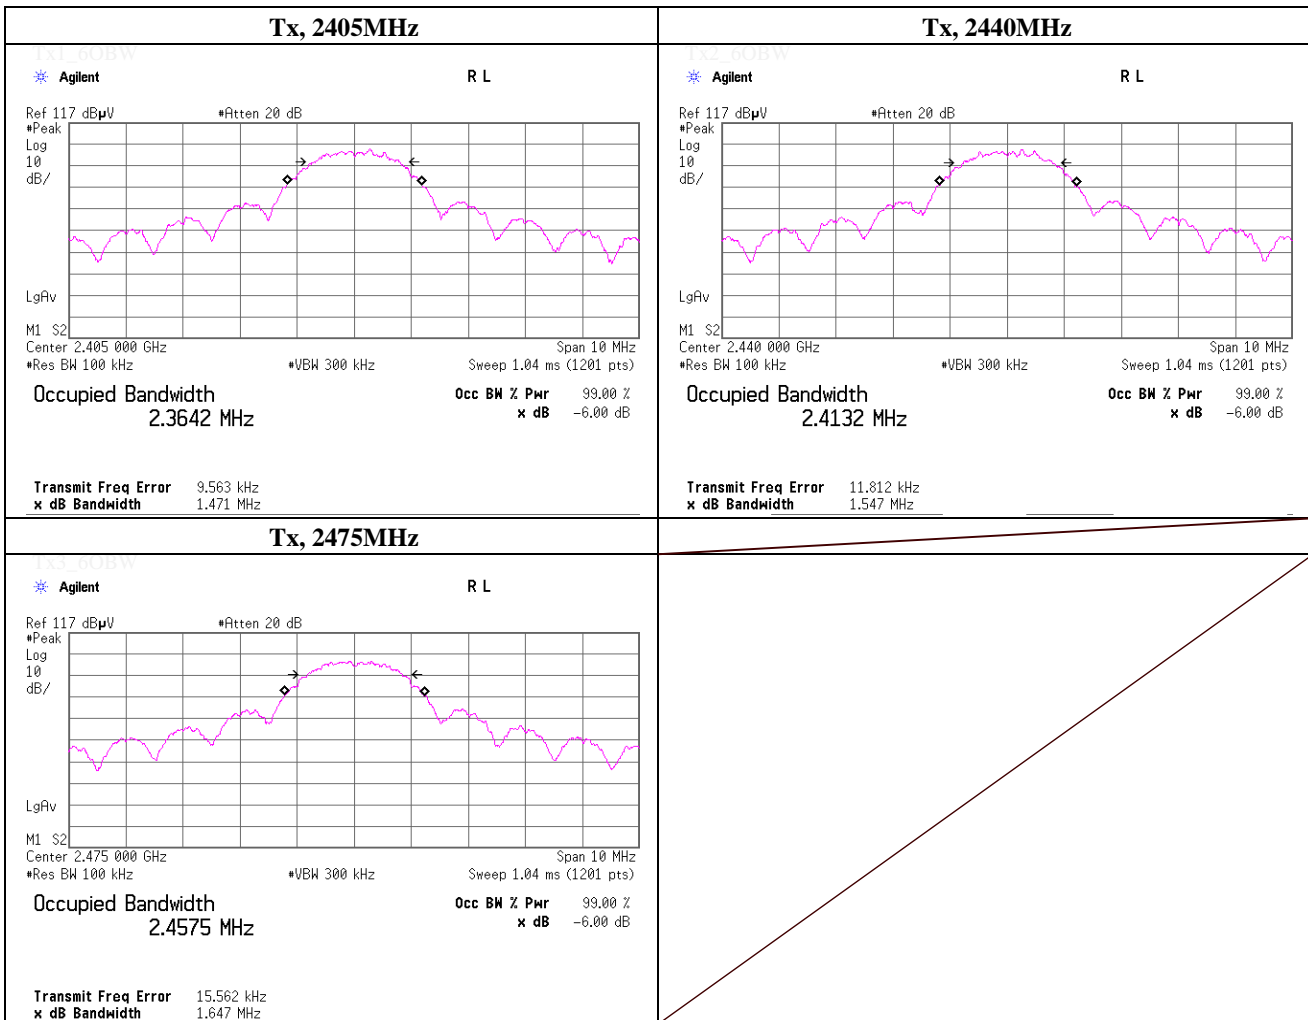 Tx, 2405MHz
Tx1_6OBW
Agilent R L
Ref 117 dBµV #Atten 20 dB
#Peak
Log
10
dB/
LgAv
M1 S2
Center 2.405 000 GHz Span 10 MHz
#Res BW 100 kHz #VBW 300 kHz Sweep 1.04 ms (1201 pts)
Occupied Bandwidth Occ BW % Pwr 99.00 %
2.3642 MHz x dB -6.00 dB
Transmit Freq Error 9.563 kHz
x dB Bandwidth 1.471 MHz
Tx, 2440MHz
Tx2_6OBW
Agilent R L
Ref 117 dBµV #Atten 20 dB
#Peak
Log
10
dB/
LgAv
M1 S2
Center 2.440 000 GHz Span 10 MHz
#Res BW 100 kHz #VBW 300 kHz Sweep 1.04 ms (1201 pts)
Occupied Bandwidth Occ BW % Pwr 99.00 %
2.4132 MHz x dB -6.00 dB
Transmit Freq Error 11.812 kHz
x dB Bandwidth 1.547 MHz
Tx, 2475MHz
Tx3_6OBW
Agilent R L
Ref 117 dBµV #Atten 20 dB
#Peak
Log
10
dB/
LgAv
M1 S2
Center 2.475 000 GHz Span 10 MHz
#Res BW 100 kHz #VBW 300 kHz Sweep 1.04 ms (1201 pts)
Occupied Bandwidth Occ BW % Pwr 99.00 %
2.4575 MHz x dB -6.00 dB
Transmit Freq Error 15.562 kHz
x dB Bandwidth 1.647 MHz